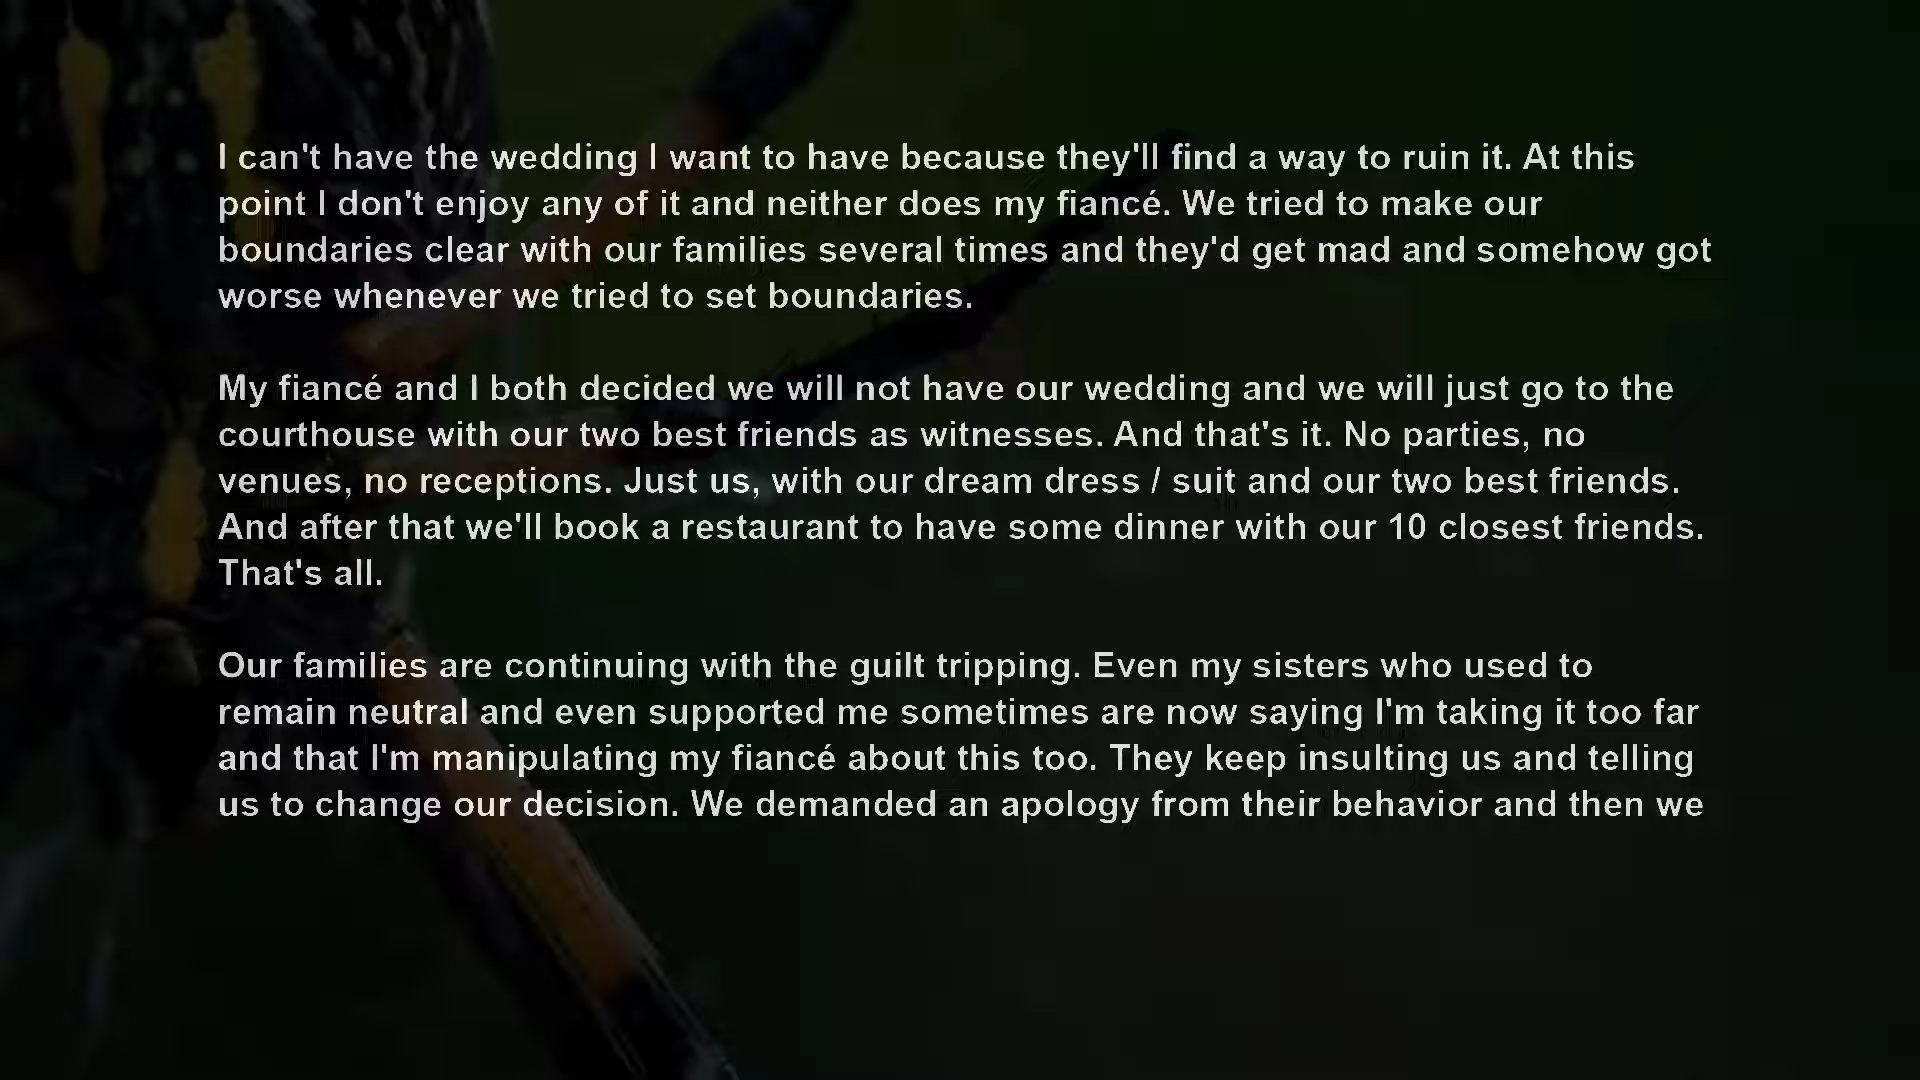 I can't have the wedding I want to have because they'll find a way to ruin it. At this
point I don't enjoy any of it and neither does my fiancé. We tried to make our
boundaries clear with our families several times and they'd get mad and somehow got
worse whenever we tried to set boundaries.
My fiancé and I both decided we will not have our wedding and we will just go to the
courthouse with our two best friends as witnesses. And that's it. No parties, no
venues, no receptions. Just us, with our dream dress / suit and our two best friends.
And after that we'll book a restaurant to have some dinner with our 10 closest friends.
That's all.
Our families are continuing with the guilt tripping. Even my sisters who used to
remain neutral and even supported me sometimes are now saying I'm taking it too far
and that I'm manipulating my fiancé about this too. They keep insulting us and telling
us to change our decision. We demanded an apology from their behavior and then we